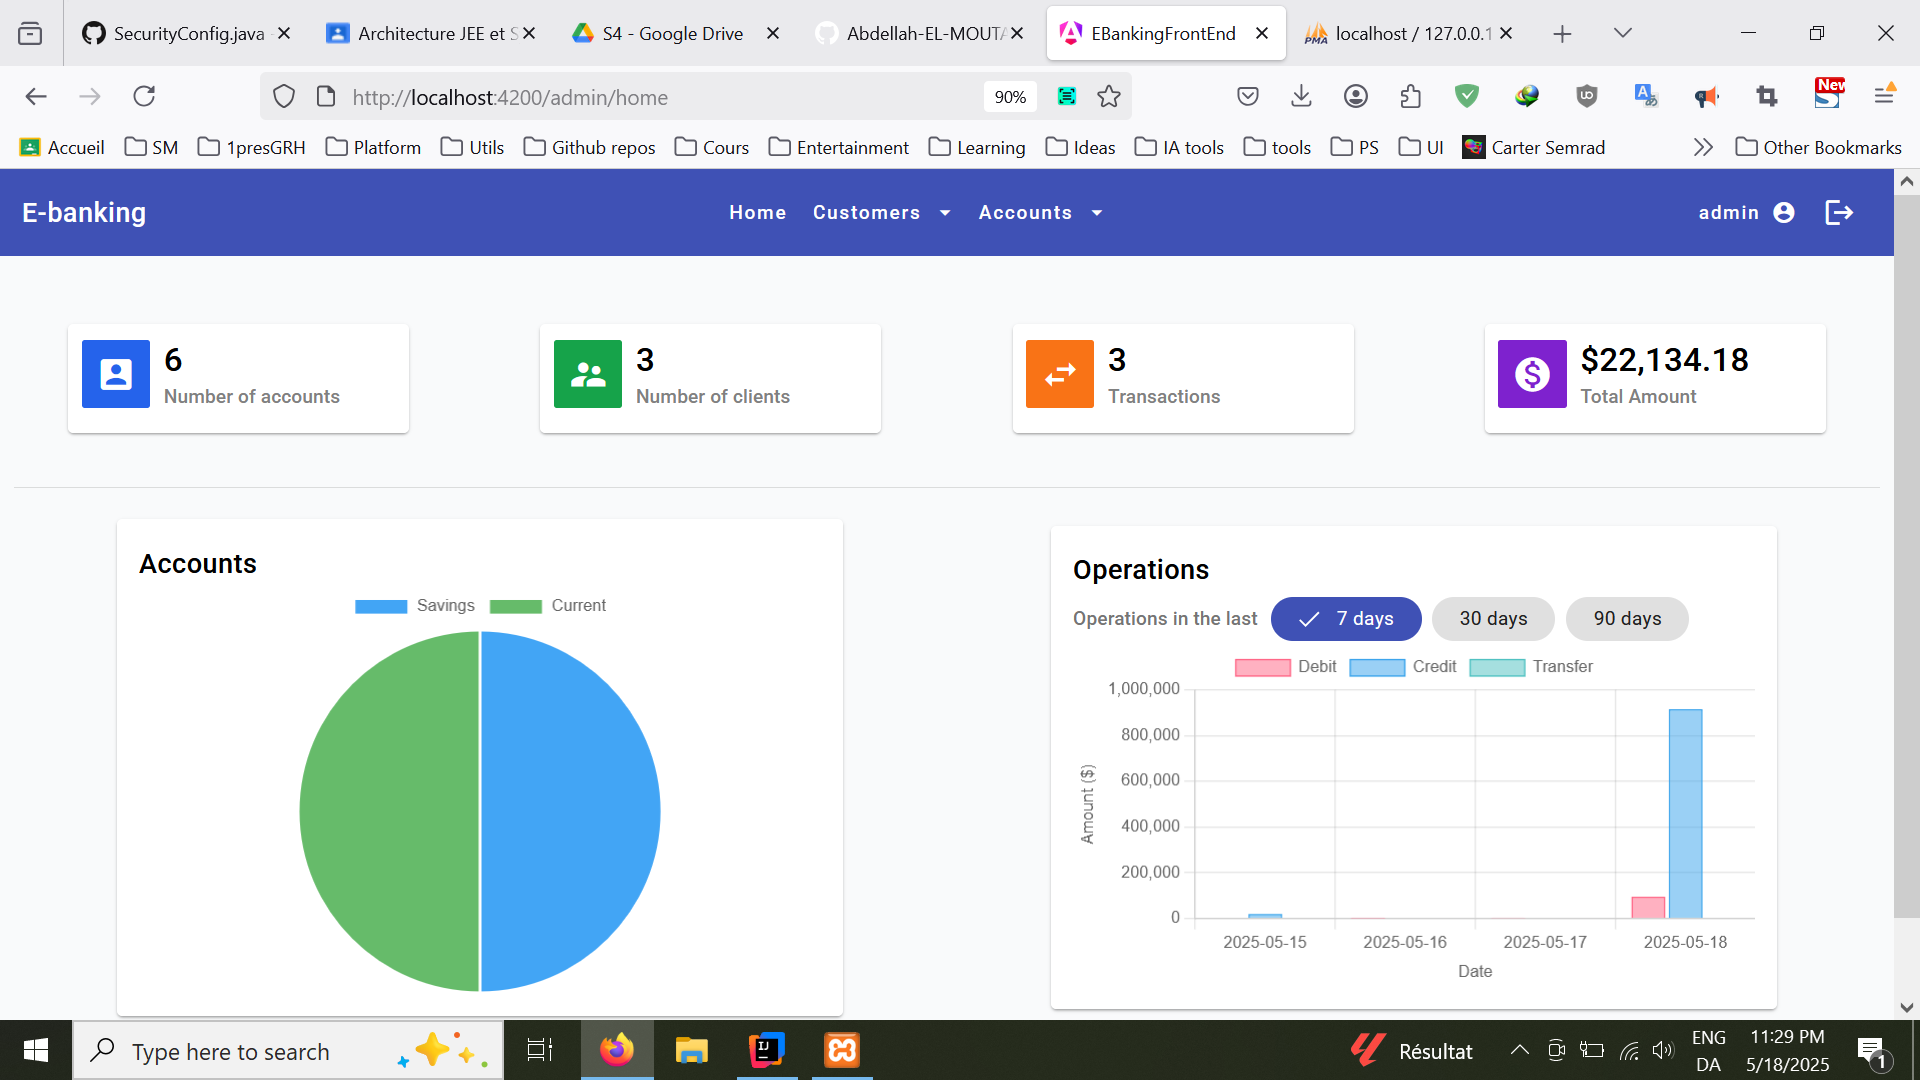 SecurityConfig.java
Architecture JEE et S
S4 - Google Drive
Abdellah-EL-MOUTA
EBankingFrontEnd
PMA
localhost / 127.0.0.1
http://localhost:4200/admin/home
90%
New
Accueil
SM
1presGRH
Platform
Utils
Github repos
Cours
Entertainment
Learning
Ideas
IA tools
tools
PS
UI
Carter Semrad
Other Bookmarks
E-banking
Home
Customers
Accounts
admin
6
Number of accounts
3
Number of clients
3
Transactions
$22,134.18
Total Amount
Accounts
Savings
Current
Operations
Operations in the last
7 days
30 days
90 days
Debit
Credit
Transfer
1,000,000
800,000
600,000
400,000
200,000
0
Amount ($)
2025-05-15
2025-05-16
2025-05-17
2025-05-18
Date
Type here to search
IJ
Résultat
ENG
DA
11:29 PM
5/18/2025
1